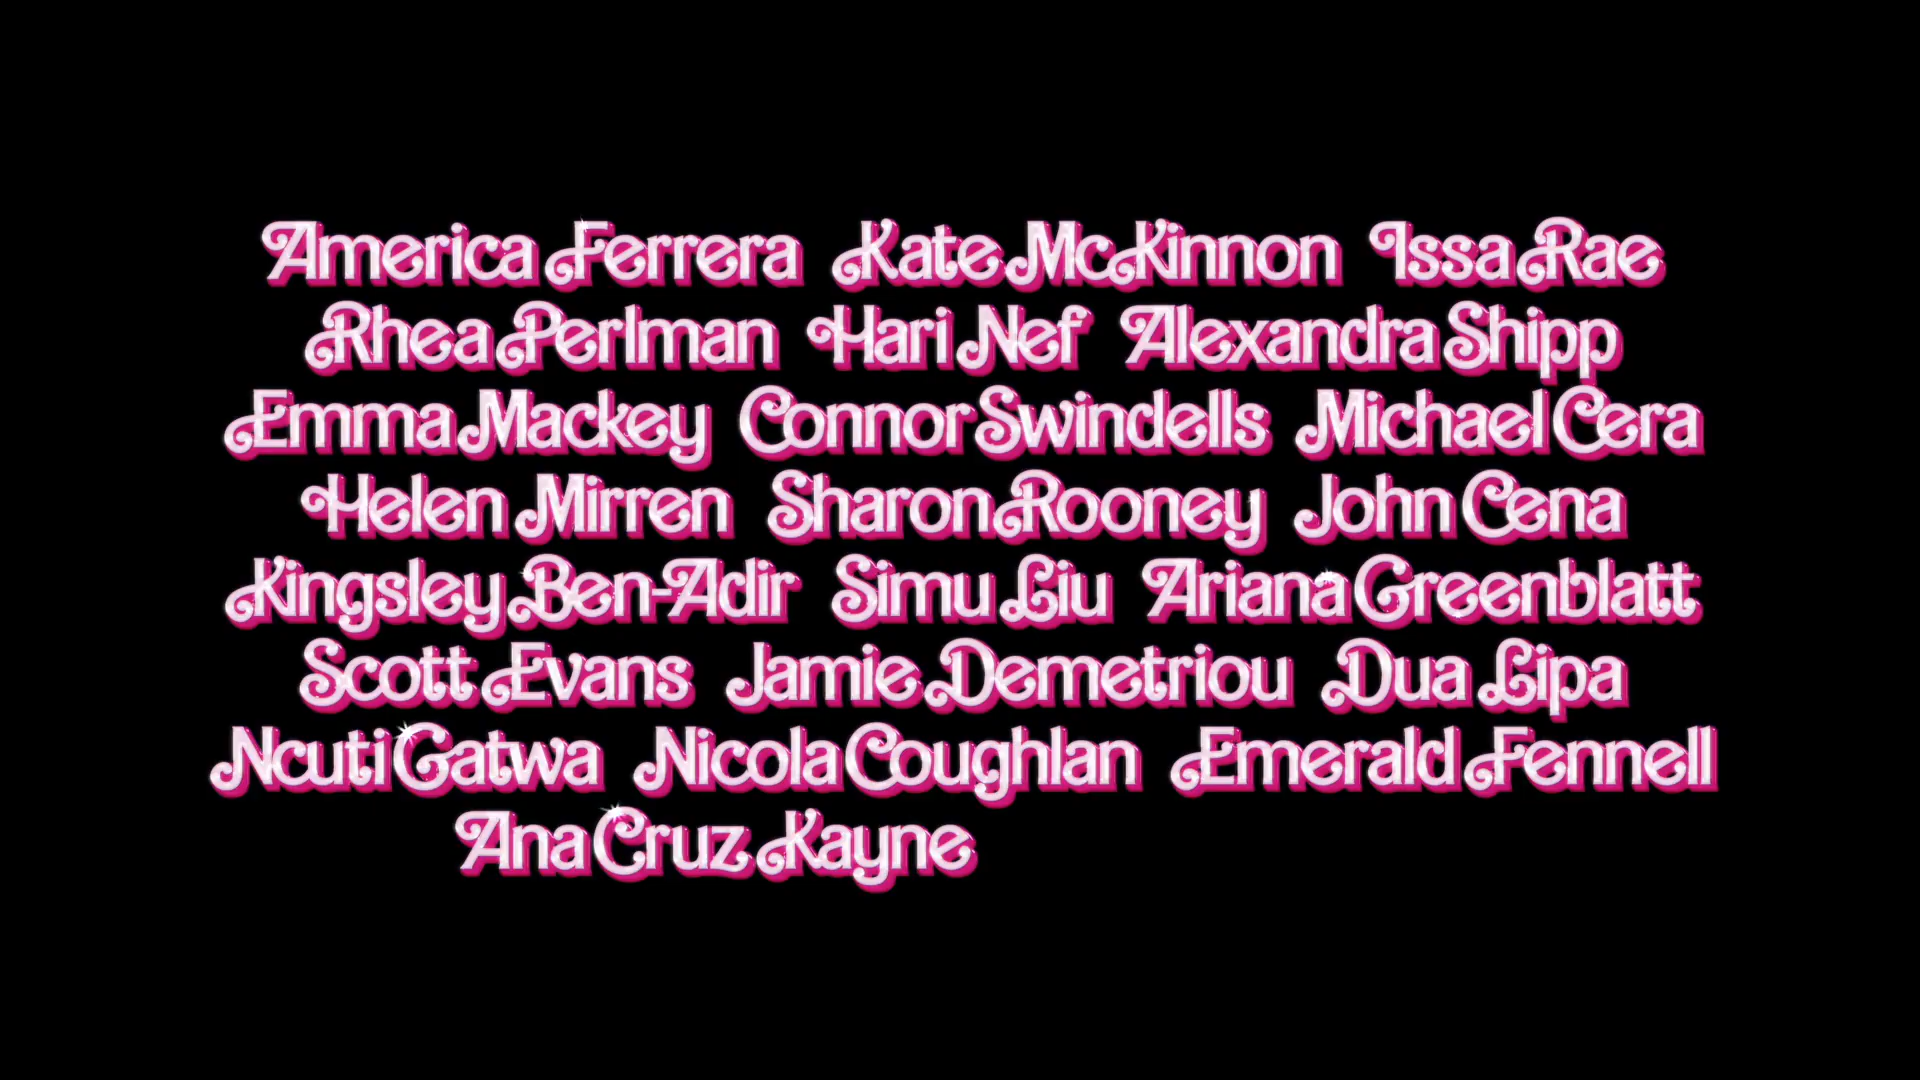 America Ferrera Kate McKinnon Issa Rae
Rhea Perlman Hari Nef Alexandra Shipp
Emma Mackey Connor Swindells Michael Cera
Helen Mirren Sharon Rooney John Cena
Kingsley Ben-Adir Simu Liu Ariana Greenblatt
Scott Evans Jamie Demetriou Dua Lipa
Ncuti Gatwa Nicola Coughlan Emerald Fennell
Ana Cruz Kayne